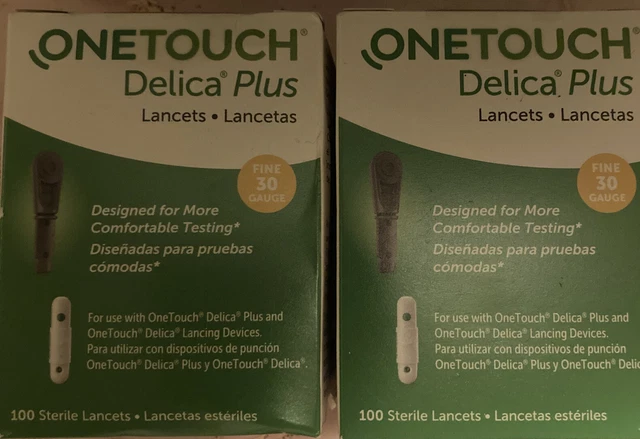 ONETOUCH®
Delica® Plus
Lancets • Lancetas
FINE
30
GAUGE
Designed for More
Comfortable Testing*
Diseñadas para pruebas
cómodas*
For use with OneTouch® Delica® Plus and
OneTouch® Delica® Lancing Devices.
Para utilizar con dispositivos de punción
OneTouch® Delica® Plus y OneTouch® Delica®.
100 Sterile Lancets • Lancetas estériles
ONETOUCH®
Delica® Plus
Lancets • Lancetas
FINE
30
GAUGE
Designed for More
Comfortable Testing*
Diseñadas para pruebas
cómodas*
For use with OneTouch® Delica® Plus and
OneTouch® Delica® Lancing Devices.
Para utilizar con dispositivos de punción
OneTouch® Delica® Plus y OneTouch® Delic
100 Sterile Lancets • Lancetas estériles